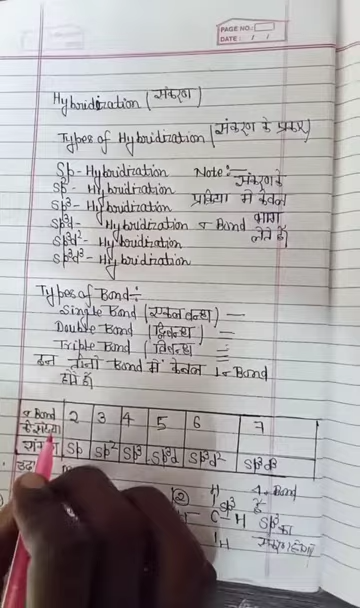 PAGE NO.:
DATE: / /
Hybridization (संकरण)
Types of Hybridization (संकरण के प्रकार)
Sp - Hybridization Note:- संकरण के
Sp² - Hybridization प्रक्रिया में केवल
Sp³ - Hybridization
Sp³d - Hybridization σ Bond भाग
Sp³d² - Hybridization लेते हैं।
Sp³d³ - Hybridization
Types of Bond ÷
Single Bond (एकल बन्ध) —
Double Bond (द्विबन्ध) =
Triple Bond (त्रिबन्ध) ≡
इन तीनों Bond में केवल 1 σ Bond
होते हैं।
σ Bond 2 3 4 5 6 7
की संख्या
संकरण Sp Sp² Sp³ Sp³d Sp³d² Sp³d³
② H 4 σ Bond
Sp³ है
C - H Sp³ का
H संकरण होगा